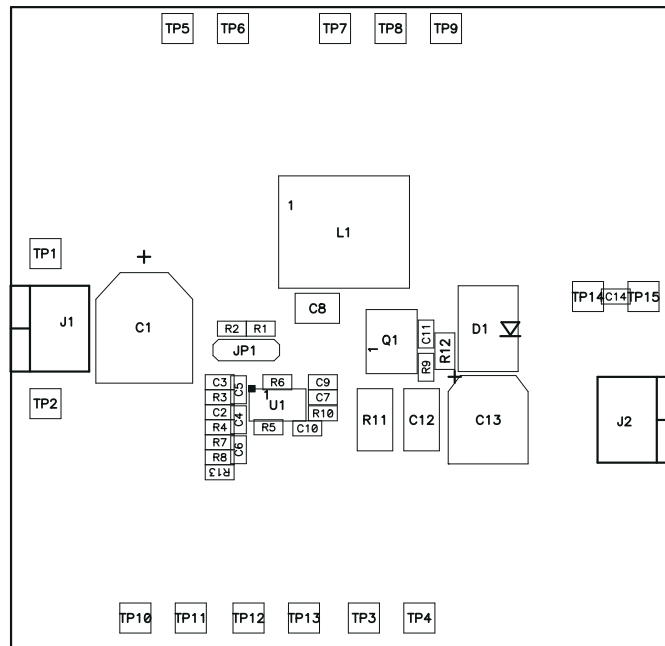 TP5 TP6 TP7 TP8 TP9
1
L1
TP1
+
C8
TP14 C14 TP15
J1
C1
R2 R1
JP1
Q1
1
C11
R12
D1
R9
+
C3
C5
R6
C9
R3
1
U1
C7
TP2
C2
C4
R10
R4
R5
C10
R11
C12
C13
J2
R7
C6
R8
R13
TP10 TP11 TP12 TP13 TP3 TP4